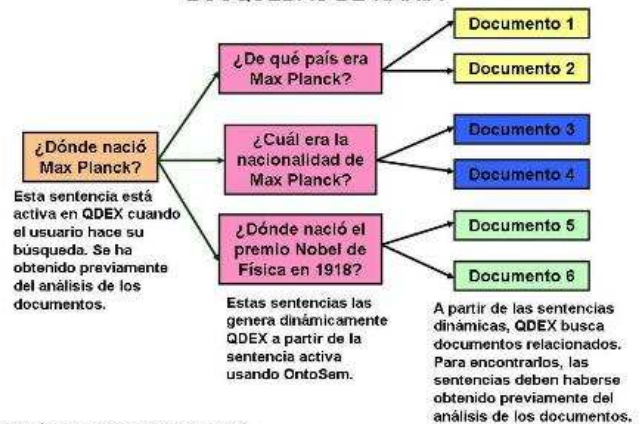 ¿Dónde nació
Max Planck?
Esta sentencia está
activa en QDEX cuando
el usuario hace su
búsqueda. Se ha
obtenido previamente
del análisis de los
documentos.
¿De qué país era
Max Planck?
¿Cuál era la
nacionalidad de
Max Planck?
¿Dónde nació el
premio Nobel de
Física en 1918?
Estas sentencias las
genera dinámicamente
QDEX a partir de la
sentencia activa
usando OntoSem.
Documento 1
Documento 2
Documento 3
Documento 4
Documento 5
Documento 6
A partir de las sentencias
dinámicas, QDEX busca
documentos relacionados.
Para encontrarlos, las
sentencias deben haberse
obtenido previamente del
análisis de los documentos.